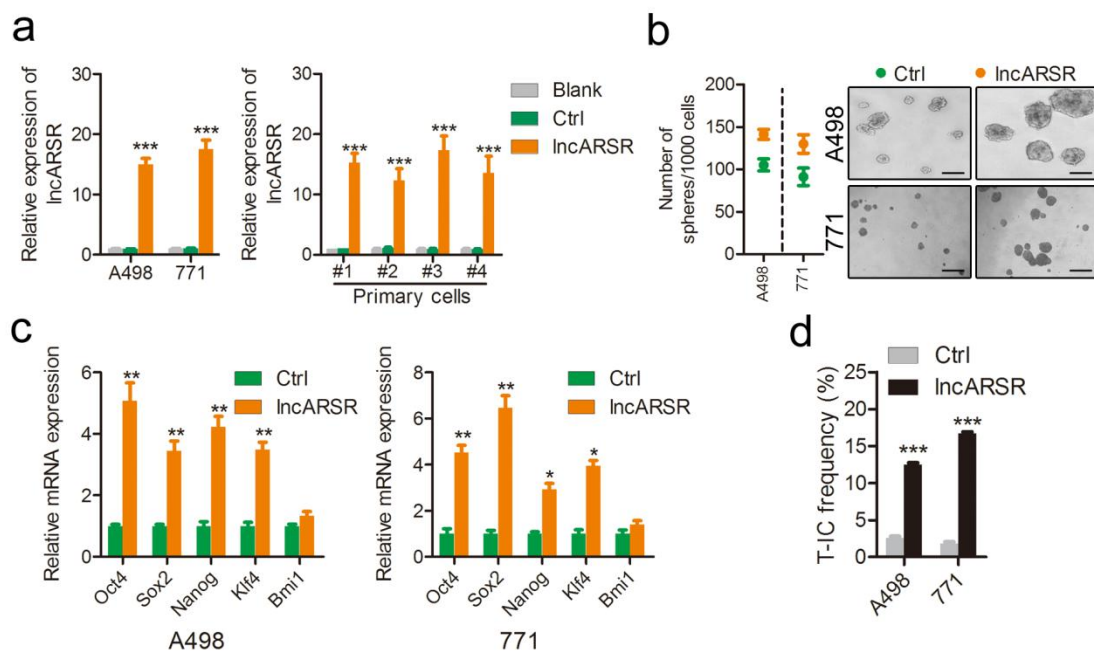 a
Relative expression of
lncARSR
30
20
10
0
***
***
A498
771
Relative expression of
lncARSR
30
20
10
0
***
***
***
***
#1
#2
#3
#4
Primary cells
Blank
Ctrl
lncARSR
b
Ctrl
lncARSR
Number of
spheres/1000 cells
200
150
100
50
0
A498
771
A498
771
c
Relative mRNA expression
6
4
2
0
**
**
**
**
Ctrl
lncARSR
Oct4
Sox2
Nanog
Klf4
Bmi1
A498
Relative mRNA expression
8
6
4
2
0
**
**
*
*
Ctrl
lncARSR
Oct4
Sox2
Nanog
Klf4
Bmi1
771
d
Ctrl
lncARSR
T-IC frequency (%)
25
20
15
10
5
0
***
***
A498
771